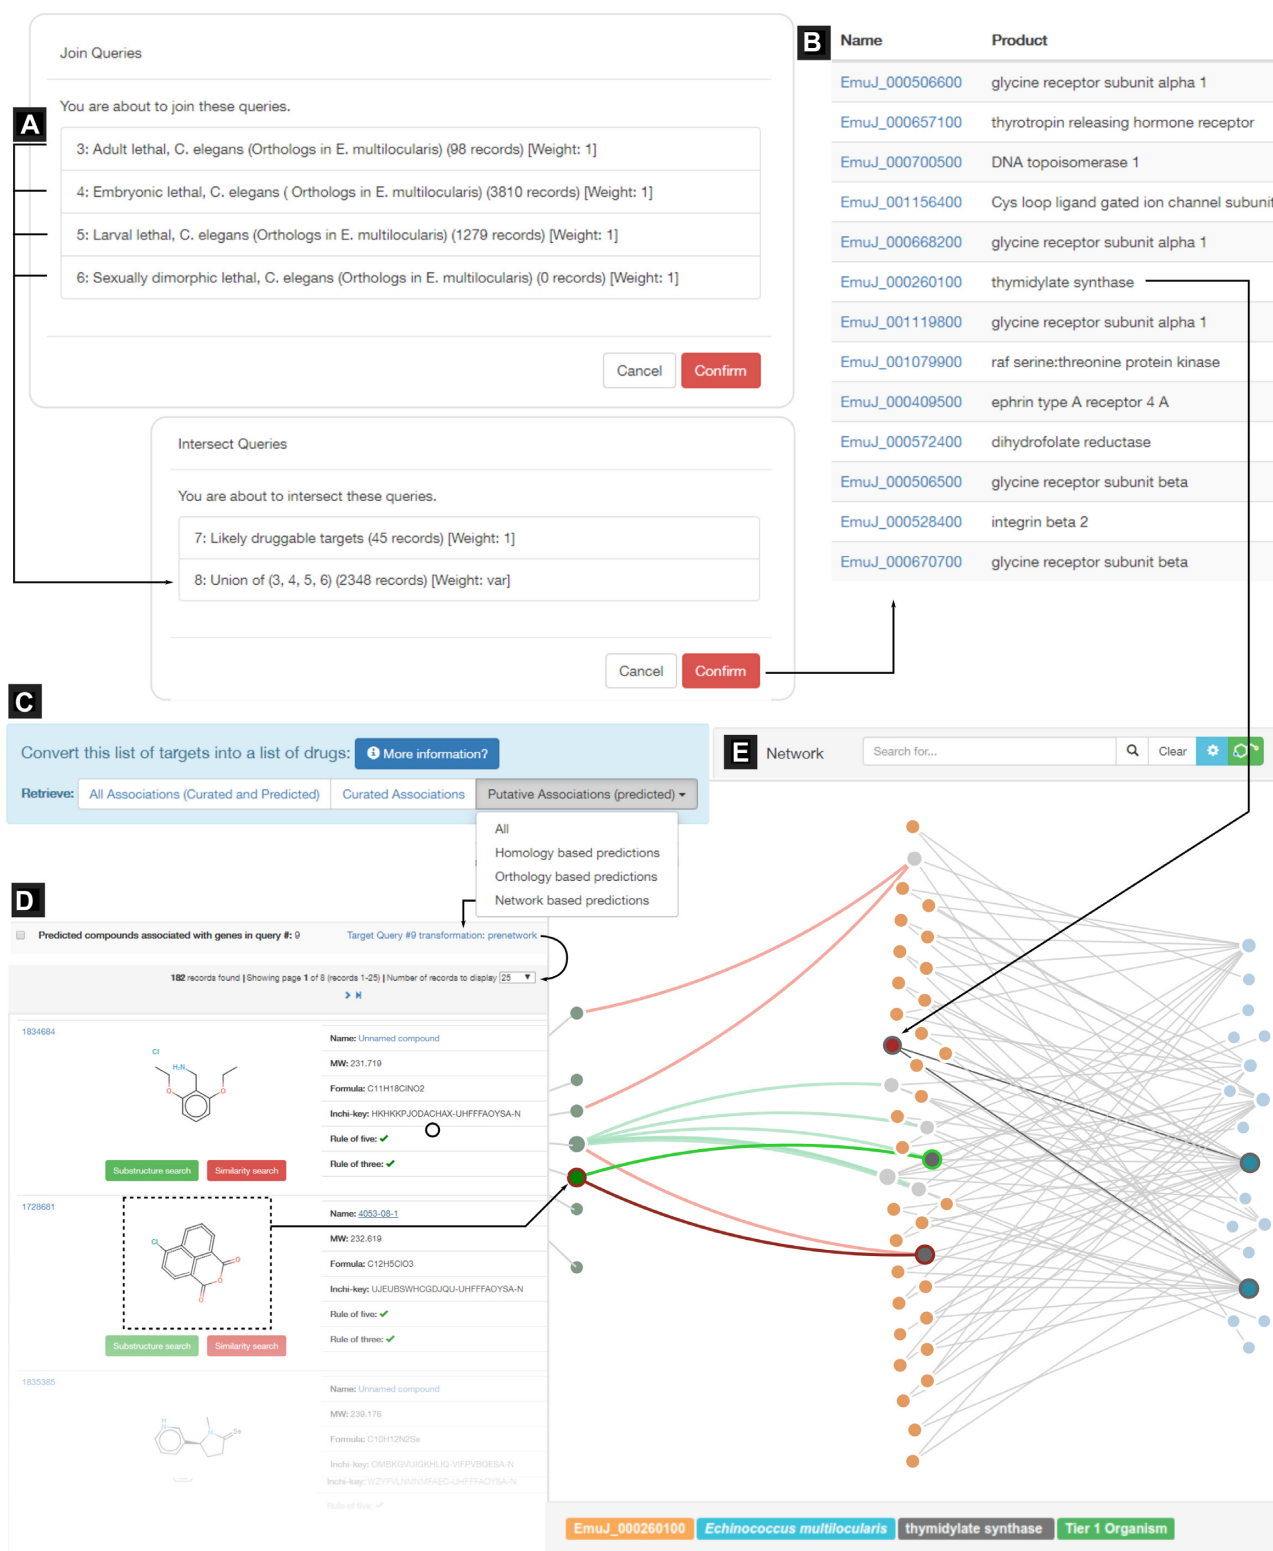 Join Queries
You are about to join these queries.
A
3: Adult lethal, C. elegans (Orthologs in E. multilocularis) (98 records) [Weight: 1]
4: Embryonic lethal, C. elegans ( Orthologs in E. multilocularis) (3810 records) [Weight: 1]
5: Larval lethal, C. elegans (Orthologs in E. multilocularis) (1279 records) [Weight: 1]
6: Sexually dimorphic lethal, C. elegans (Orthologs in E. multilocularis) (0 records) [Weight: 1]
Cancel Confirm
Intersect Queries
You are about to intersect these queries.
7: Likely druggable targets (45 records) [Weight: 1]
8: Union of (3, 4, 5, 6) (2348 records) [Weight: var]
Cancel Confirm
B
Name Product
EmuJ_000506600 glycine receptor subunit alpha 1
EmuJ_000657100 thyrotropin releasing hormone receptor
EmuJ_000700500 DNA topoisomerase 1
EmuJ_001156400 Cys loop ligand gated ion channel subunit
EmuJ_000668200 glycine receptor subunit alpha 1
EmuJ_000260100 thymidylate synthase
EmuJ_001119800 glycine receptor subunit alpha 1
EmuJ_001079900 raf serine:threonine protein kinase
EmuJ_000409500 ephrin type A receptor 4 A
EmuJ_000572400 dihydrofolate reductase
EmuJ_000506500 glycine receptor subunit beta
EmuJ_000528400 integrin beta 2
EmuJ_000670700 glycine receptor subunit beta
C
Convert this list of targets into a list of drugs: More information?
Retrieve: All Associations (Curated and Predicted) Curated Associations Putative Associations (predicted)
All
Homology based predictions
Orthology based predictions
Network based predictions
D
Predicted compounds associated with genes in query #: 9 Target Query #9 transformation: prenetwork
182 records found | Showing page 1 of 8 (records 1-25) | Number of records to display 25
1834684
Cl
H₂N
O O
Name: Unnamed compound
MW: 231.719
Formula: C11H18ClNO2
Inchi-key: HKHKKPJODACHAX-UHFFFAOYSA-N
Rule of five:
Rule of three:
Substructure search Similarity search
1728681
Cl
O
O
O
Name: 4053-08-1
MW: 232.619
Formula: C12H5ClO3
Inchi-key: UJEUBSWHCGDJQU-UHFFFAOYSA-N
Rule of five:
Rule of three:
Substructure search Similarity search
1835385
H
N
N
Se
Name: Unnamed compound
MW: 239.176
Formula: C10H12N2Se
Inchi-key: OMBKGVUIGKHLIQ-VIFPVBQESA-N
Rule of five:
E
Network Search for... Clear
EmuJ_000260100 Echinococcus multilocularis thymidylate synthase Tier 1 Organism